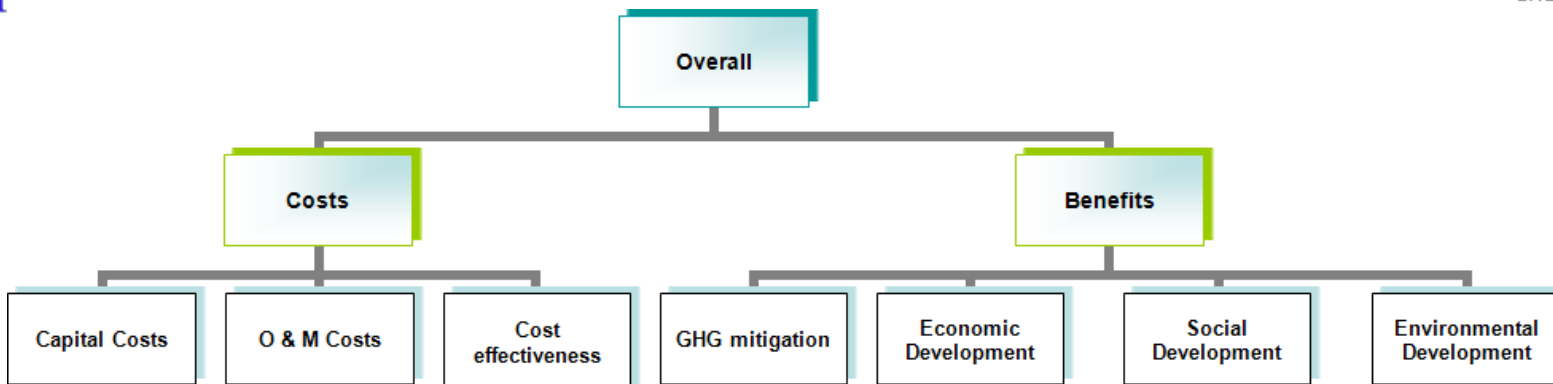 Overall
Costs
Benefits
Capital Costs
O & M Costs
Cost
effectiveness
GHG mitigation
Economic
Development
Social
Development
Environmental
Development